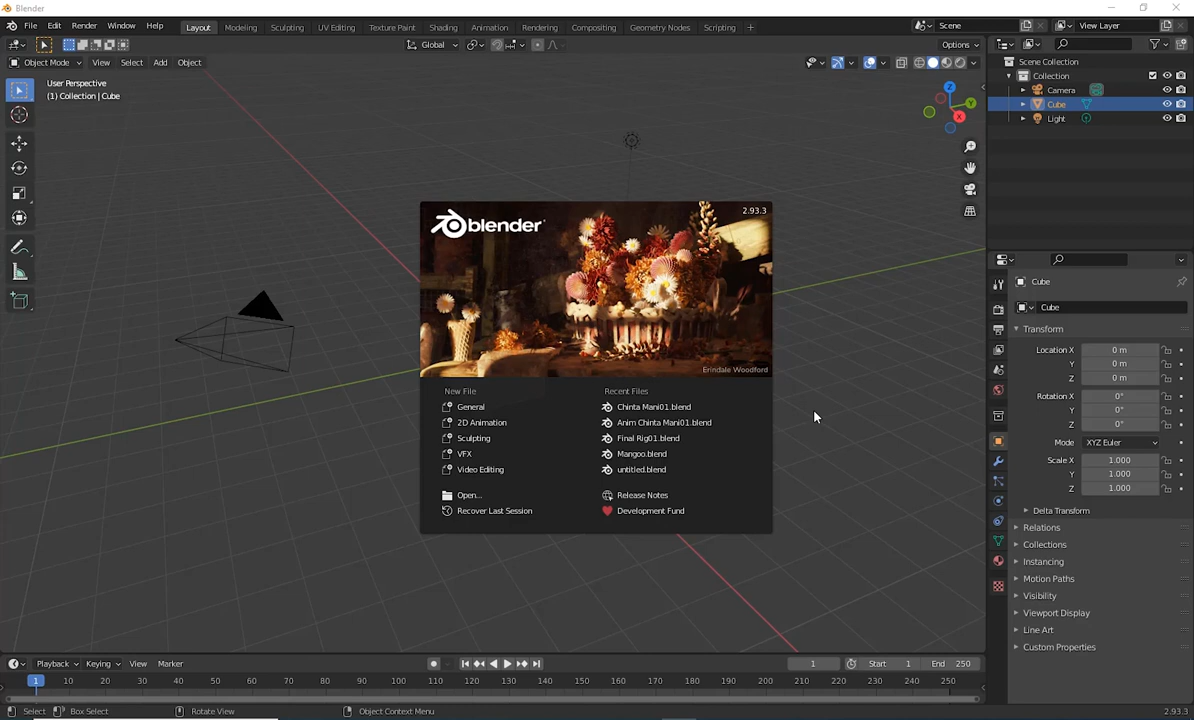 Blender
File Edit Render Window Help
Layout Modeling Sculpting UV Editing Texture Paint Shading Animation Rendering Compositing Geometry Nodes Scripting +
Scene
View Layer
Global
Options
Object Mode View Select Add Object
User Perspective
(1) Collection | Cube
Z
Y
X
Scene Collection
Collection
Camera
Cube
Light
blender
2.93.3
Erindale Woodford
New File
General
2D Animation
Sculpting
VFX
Video Editing
Open...
Recover Last Session
Recent Files
Chinta Mani01.blend
Anim Chinta Mani01.blend
Final Rig01.blend
Mangoo.blend
untitled.blend
Release Notes
Development Fund
Cube
Cube
Transform
Location X 0 m
Y 0 m
Z 0 m
Rotation X 0°
Y 0°
Z 0°
Mode XYZ Euler
Scale X 1.000
Y 1.000
Z 1.000
Delta Transform
Relations
Collections
Instancing
Motion Paths
Visibility
Viewport Display
Line Art
Custom Properties
Playback Keying View Marker
1 Start 1 End 250
1 10 20 30 40 50 60 70 80 90 100 110 120 130 140 150 160 170 180 190 200 210 220 230 240 250
Select Box Select Rotate View Object Context Menu 2.93.3